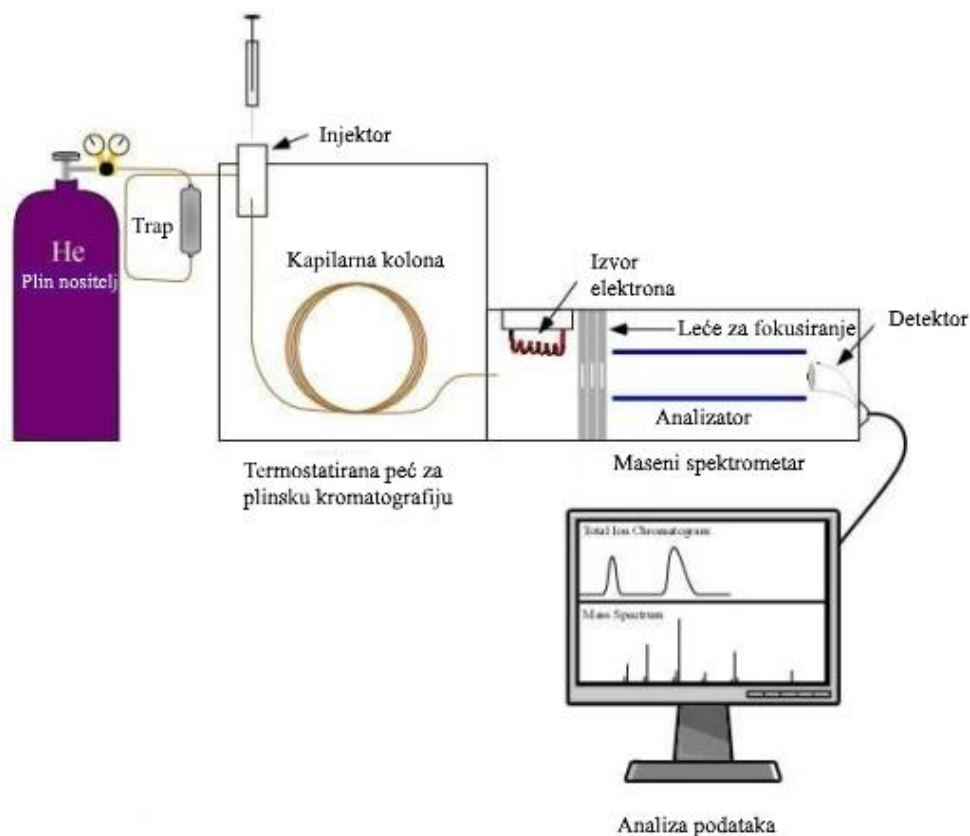 Injektor
Trap
He
Plin nositelj
Kapilarna kolona
Izvor
elektrona
Leće za fokusiranje
Detektor
Analizator
Termostatirana peć za
plinsku kromatografiju
Maseni spektrometar
Total Ion Chromatogram
Mass Spectrum
Analiza podataka